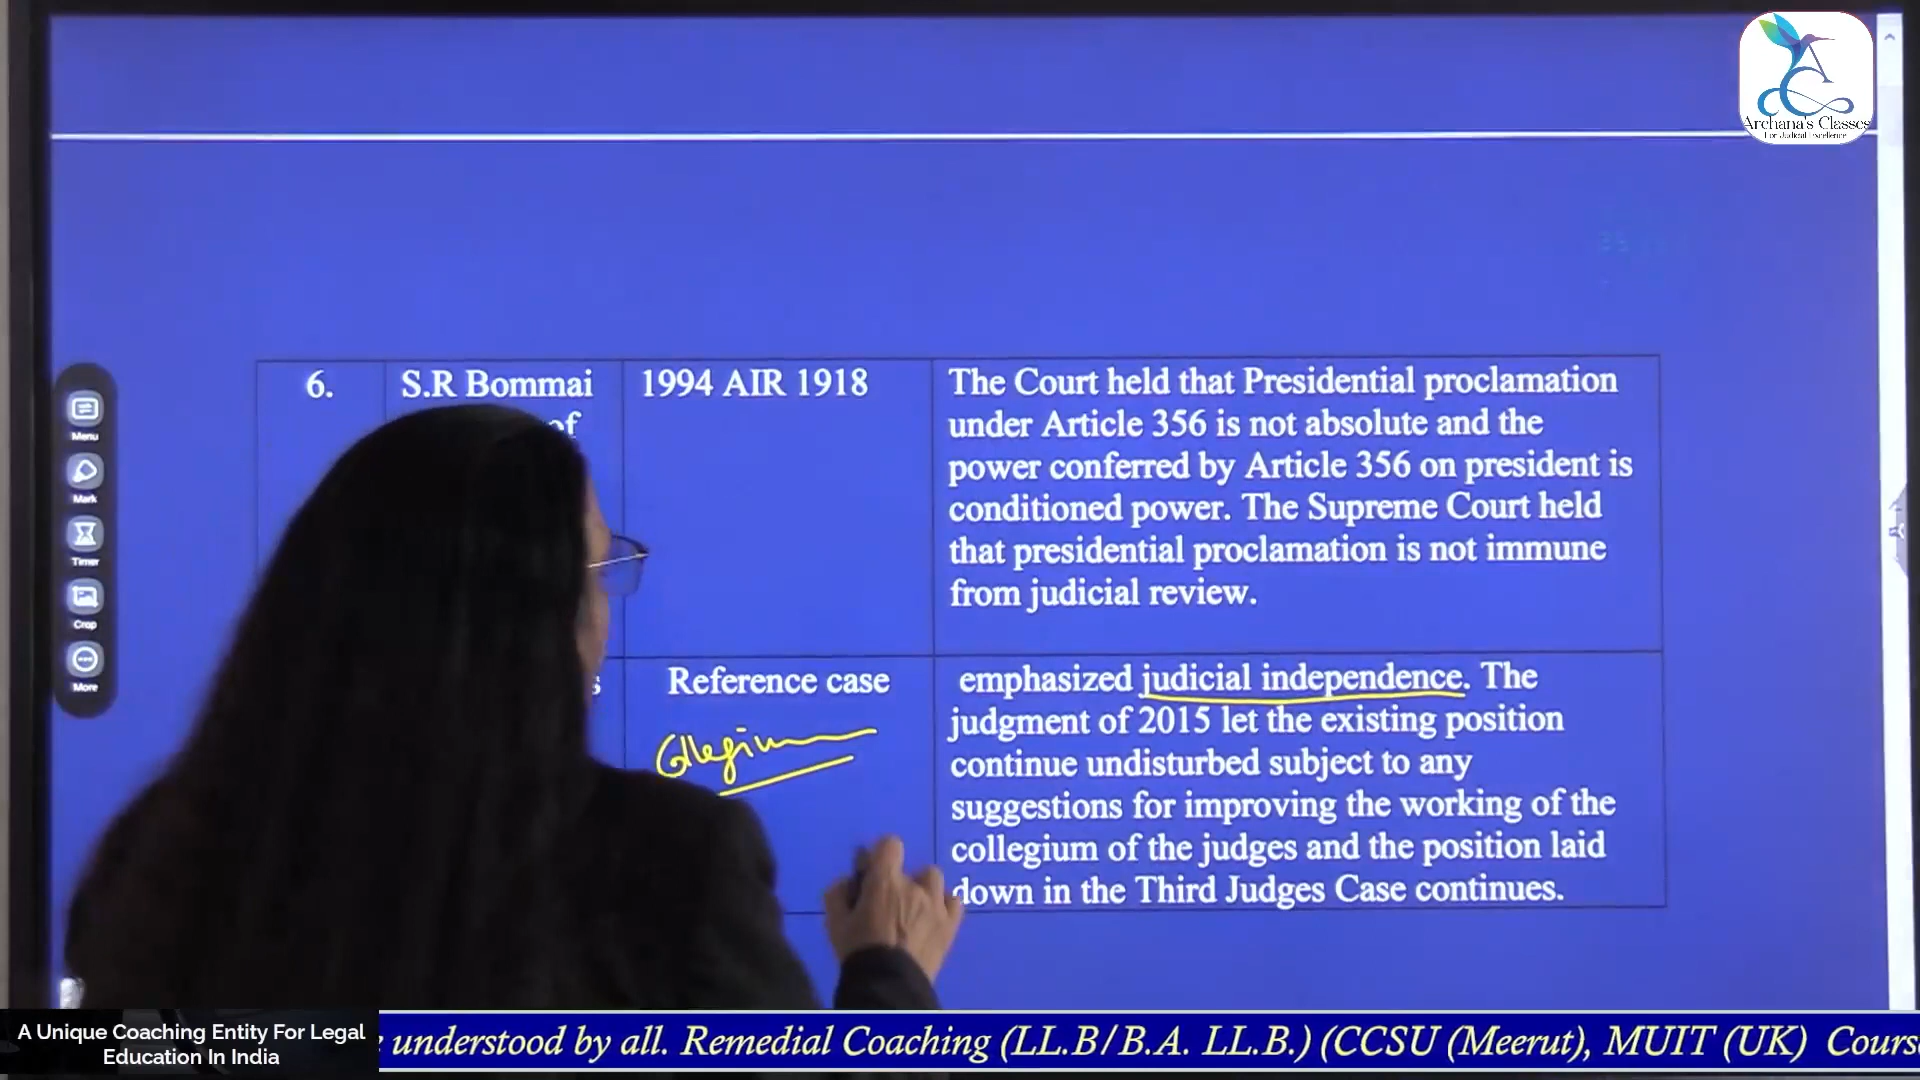 Archana's Classes
For Judicial Excellence
6.
S.R Bommai
of
1994 AIR 1918
The Court held that Presidential proclamation
under Article 356 is not absolute and the
power conferred by Article 356 on president is
conditioned power. The Supreme Court held
that presidential proclamation is not immune
from judicial review.
Menu
Mark
Timer
Crop
More
s
Reference case
Collegium
emphasized judicial independence. The
judgment of 2015 let the existing position
continue undisturbed subject to any
suggestions for improving the working of the
collegium of the judges and the position laid
down in the Third Judges Case continues.
A Unique Coaching Entity For Legal
Education In India
understood by all. Remedial Coaching (LL.B/B.A. LL.B.) (CCSU (Meerut), MUIT (UK) Cours